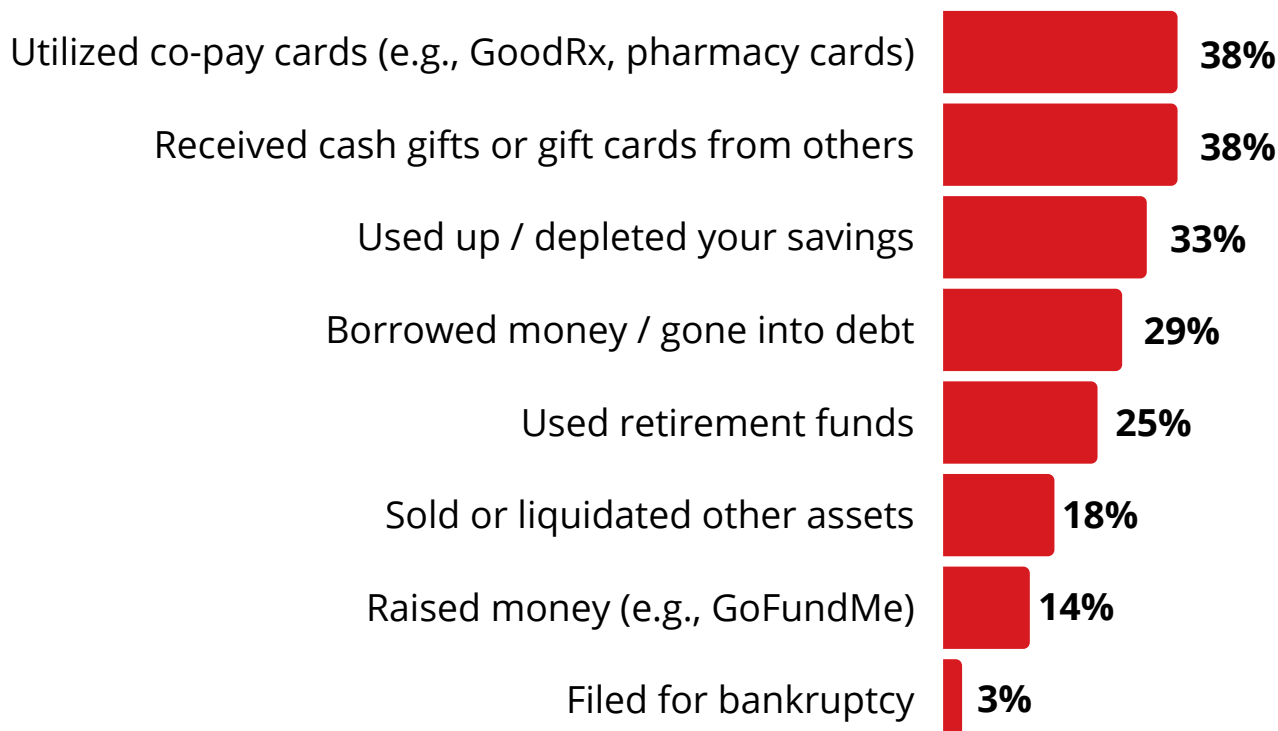 Utilized co-pay cards (e.g., GoodRx, pharmacy cards) 38%
Received cash gifts or gift cards from others 38%
Used up / depleted your savings 33%
Borrowed money / gone into debt 29%
Used retirement funds 25%
Sold or liquidated other assets 18%
Raised money (e.g., GoFundMe) 14%
Filed for bankruptcy 3%